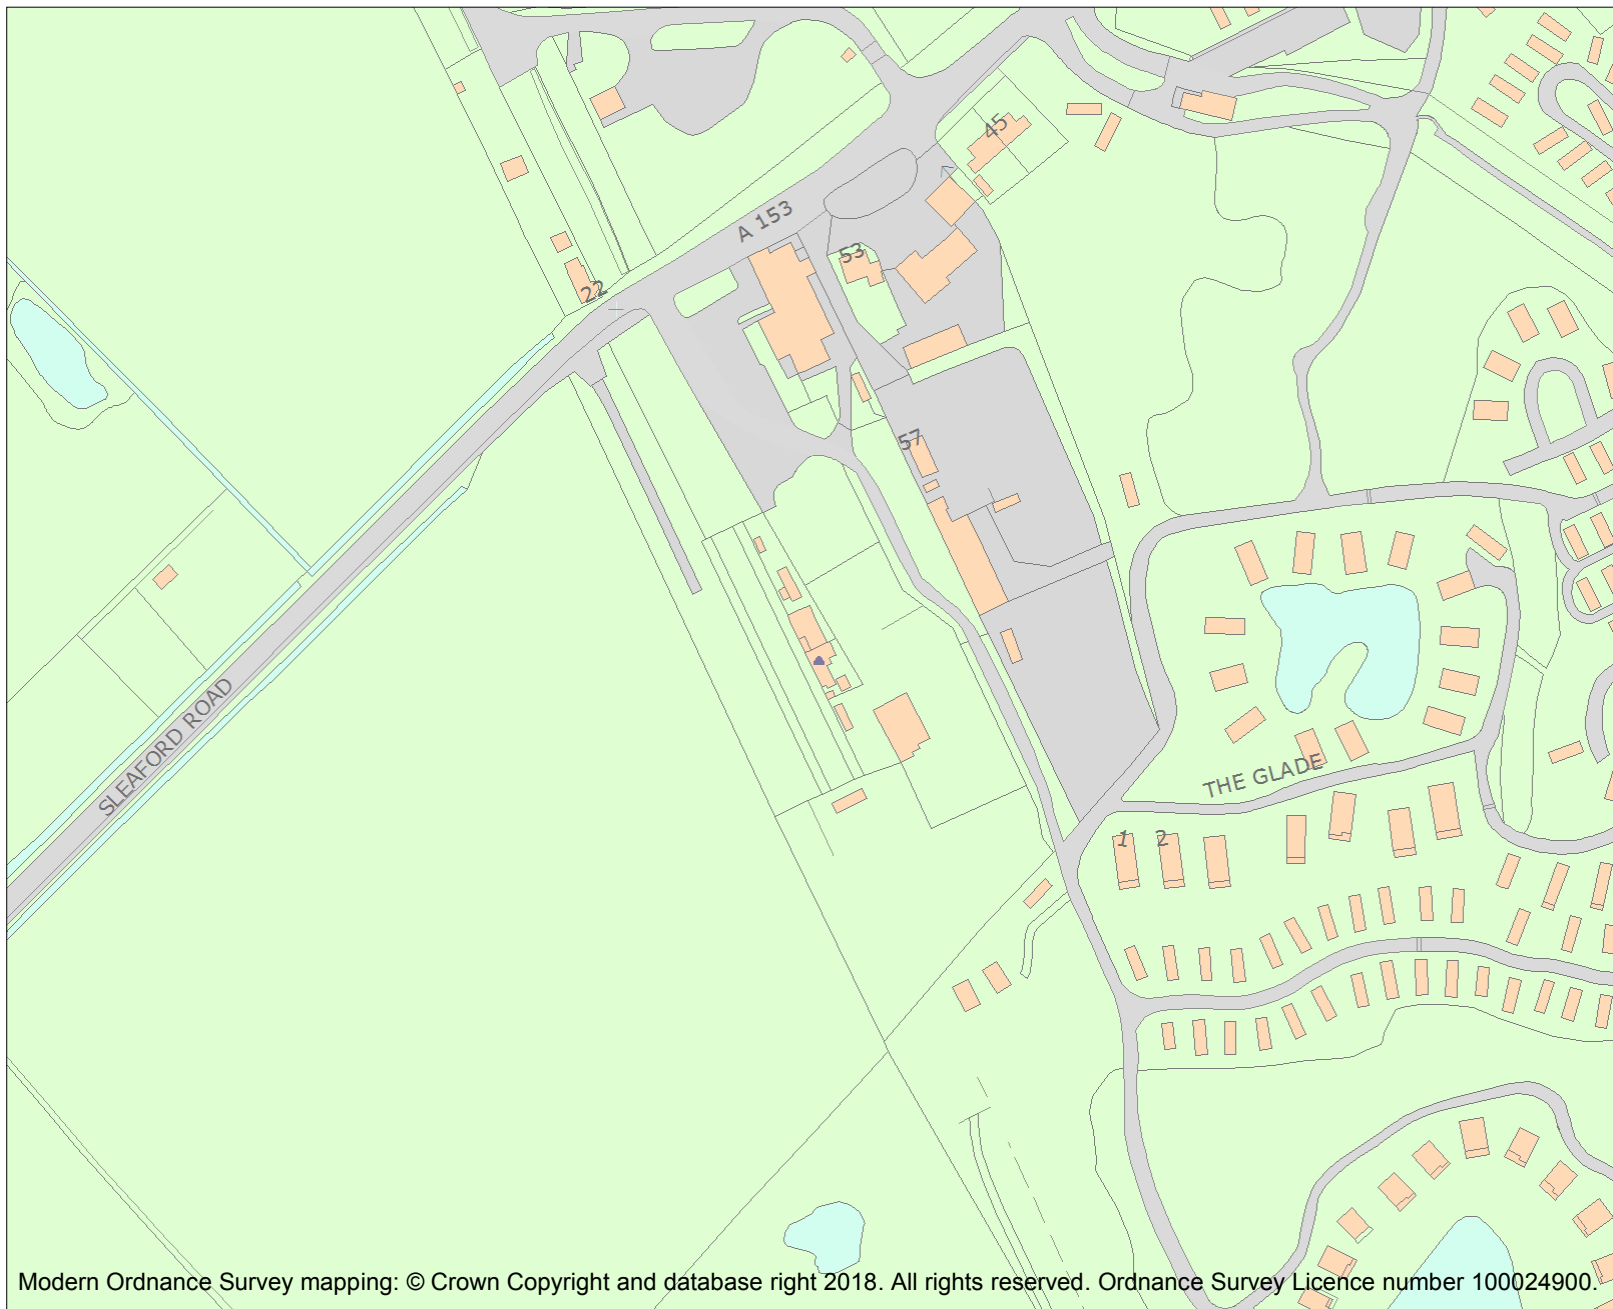 45
A 153
53
22
57
SLEAFORD ROAD
THE GLADE
1
2
Modern Ordnance Survey mapping: © Crown Copyright and database right 2018. All rights reserved. Ordnance Survey Licence number 100024900.